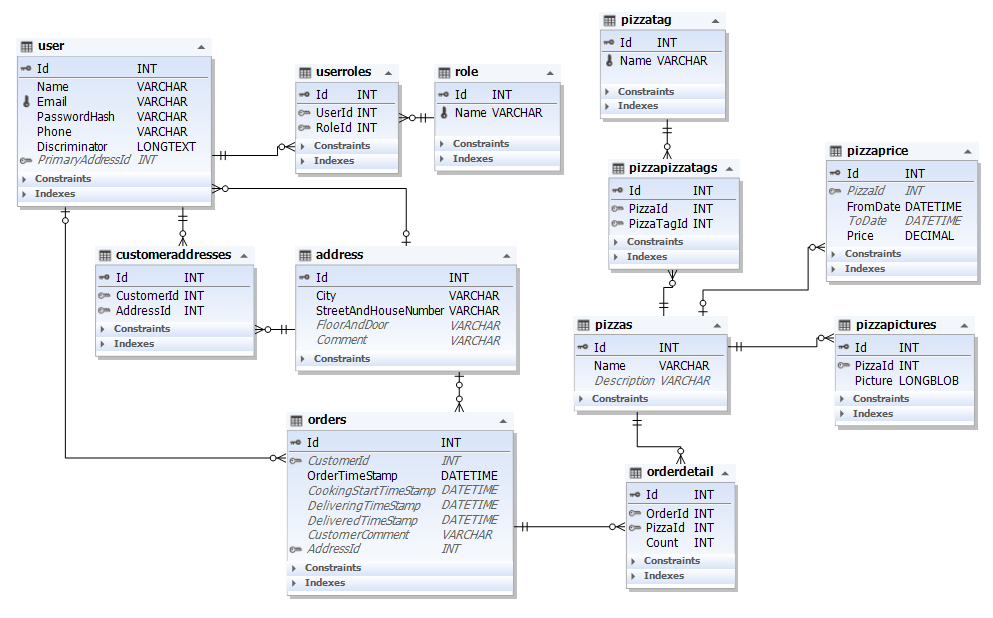 user
Id INT
Name VARCHAR
Email VARCHAR
PasswordHash VARCHAR
Phone VARCHAR
Discriminator LONGTEXT
PrimaryAddressId INT
Constraints
Indexes
userroles
Id INT
UserId INT
RoleId INT
Constraints
Indexes
role
Id INT
Name VARCHAR
Constraints
Indexes
pizzatag
Id INT
Name VARCHAR
Constraints
Indexes
pizzapizzatags
Id INT
PizzaId INT
PizzaTagId INT
Constraints
Indexes
pizzaprice
Id INT
PizzaId INT
FromDate DATETIME
ToDate DATETIME
Price DECIMAL
Constraints
Indexes
customeraddresses
Id INT
CustomerId INT
AddressId INT
Constraints
Indexes
address
Id INT
City VARCHAR
StreetAndHouseNumber VARCHAR
FloorAndDoor VARCHAR
Comment VARCHAR
Constraints
pizzas
Id INT
Name VARCHAR
Description VARCHAR
Constraints
pizzapictures
Id INT
PizzaId INT
Picture LONGBLOB
Constraints
Indexes
orders
Id INT
CustomerId INT
OrderTimeStamp DATETIME
CookingStartTimeStamp DATETIME
DeliveringTimeStamp DATETIME
DeliveredTimeStamp DATETIME
CustomerComment VARCHAR
AddressId INT
Constraints
Indexes
orderdetail
Id INT
OrderId INT
PizzaId INT
Count INT
Constraints
Indexes